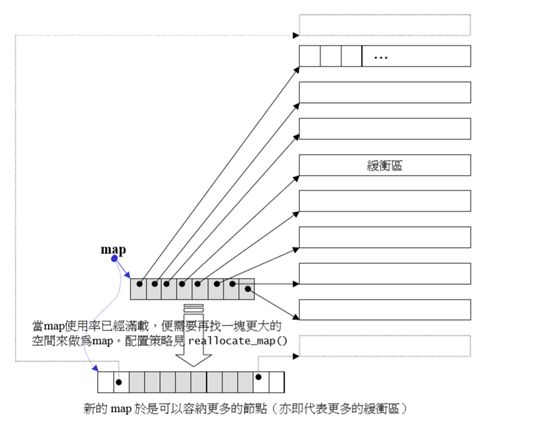 ...
緩衝區
map
當map使用率已經滿載，便需要再找一塊更大的
空間來做為map。配置策略見 reallocate_map()
新的 map 於是可以容納更多的節點（亦即代表更多的緩衝區）